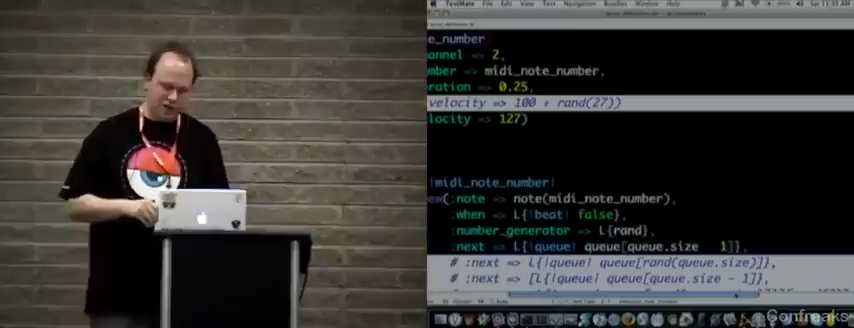 TextMate File Edit View Text Navigation Bundles Window Help
e_number
annel => 2,
mber => midi_note_number,
ration => 0.25,
velocity => 100 + rand(27))
locity => 127)
|midi_note_number|
ew(:note => note(midi_note_number),
:when => L{|beat| false},
:number_generator => L{rand},
:next => L{|queue| queue[queue.size 1]},
# :next => L{|queue| queue[rand(queue.size)]},
# :next => [L{|queue| queue[queue.size - 1]},
Confreaks